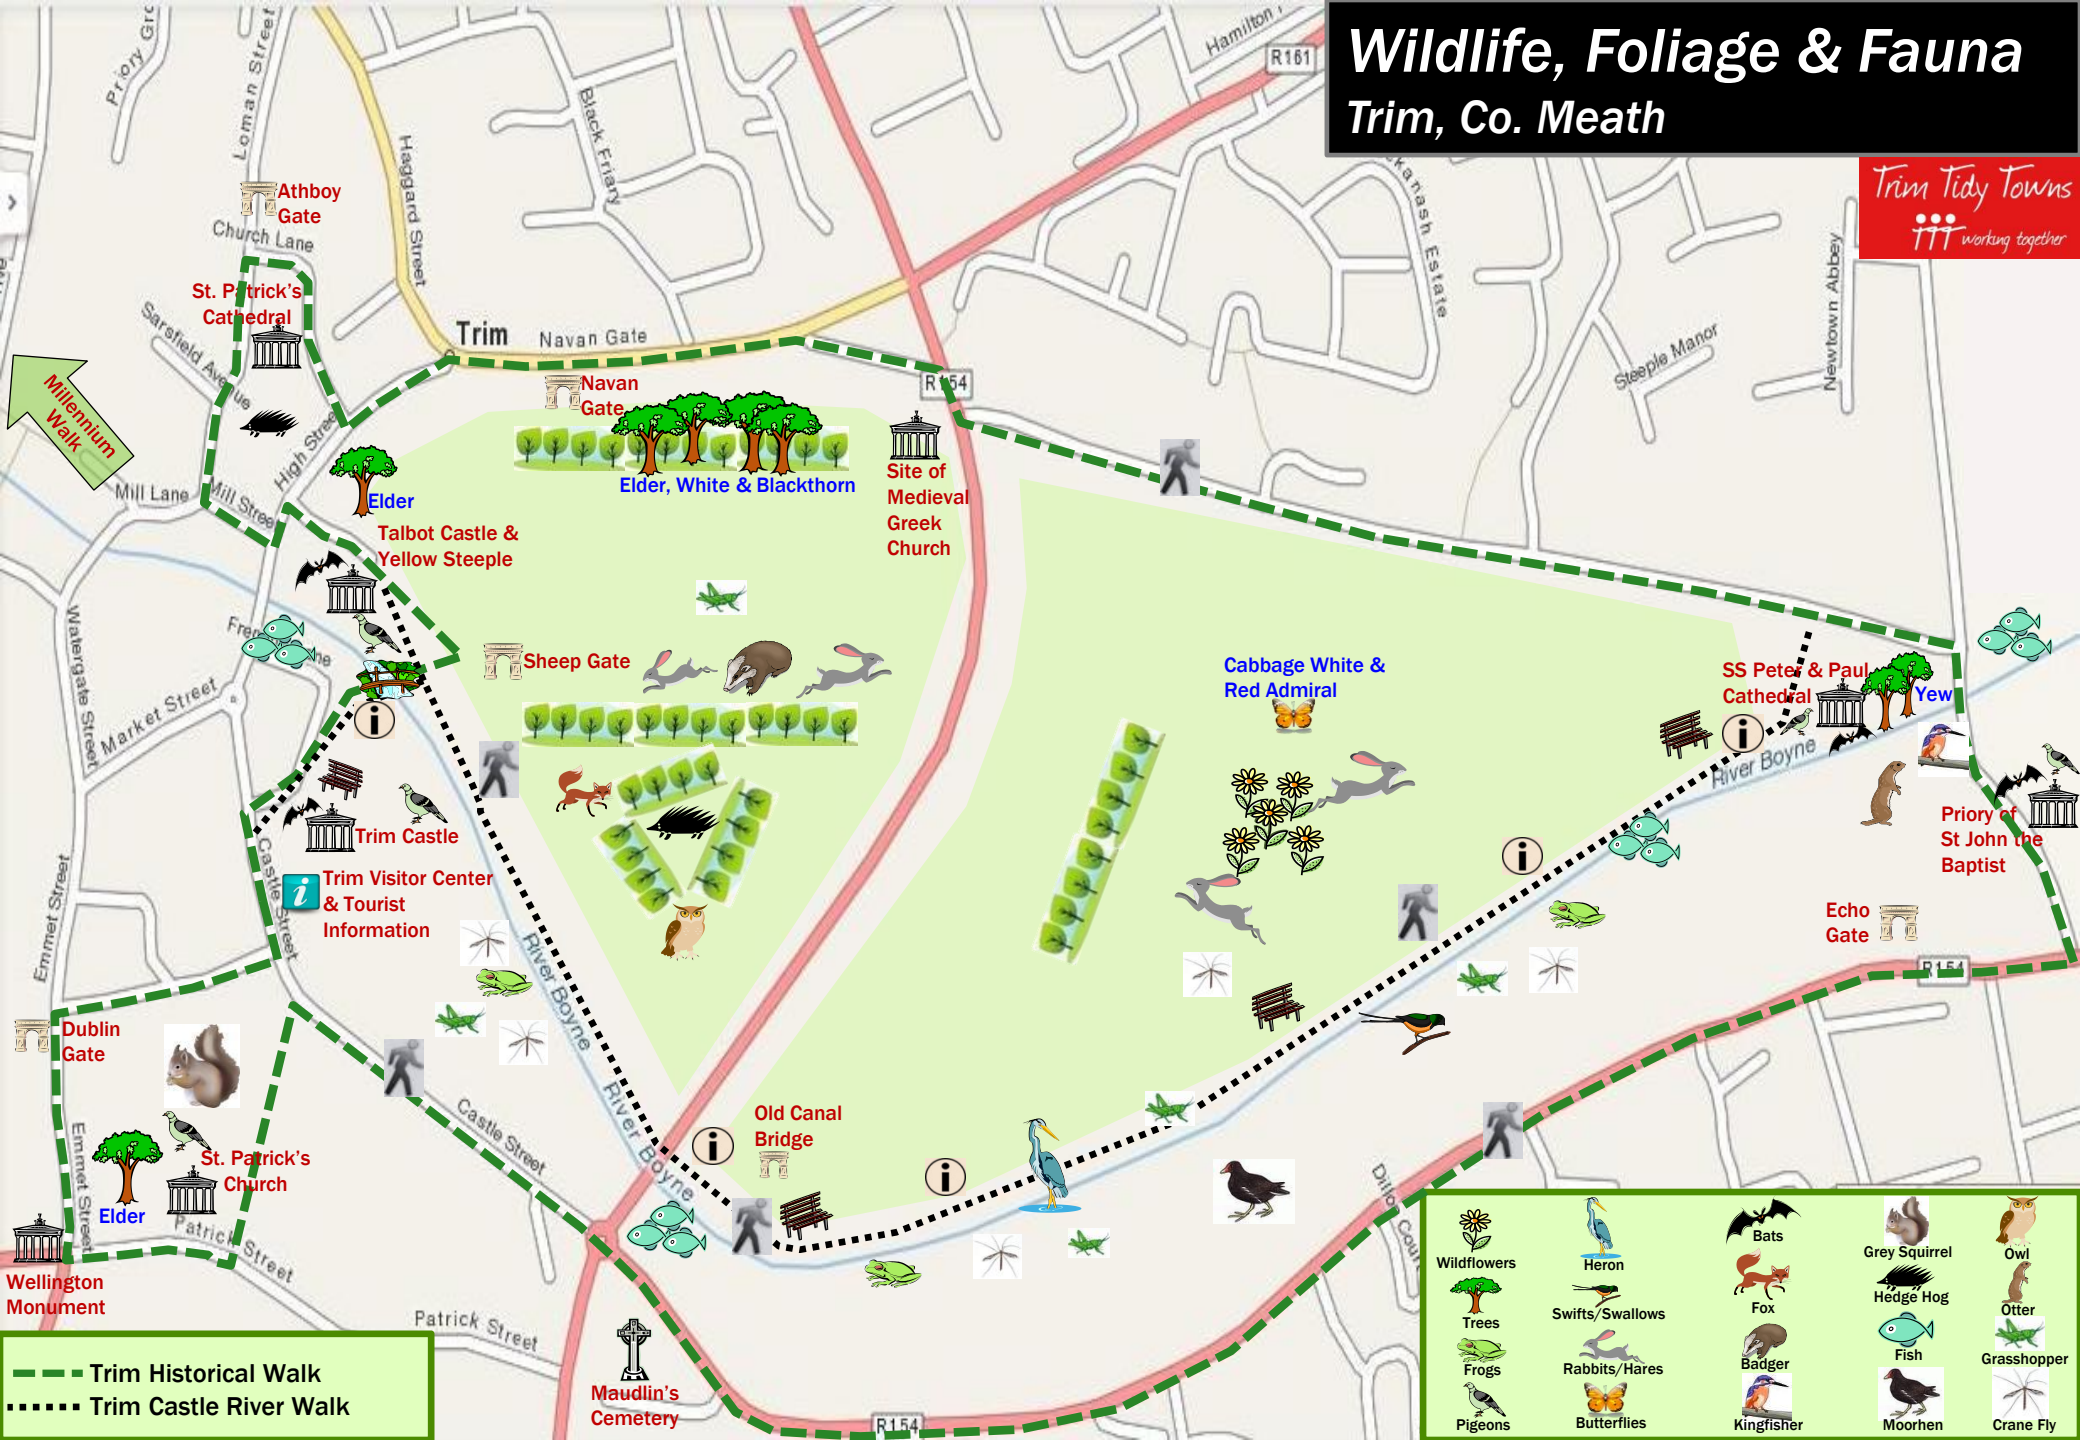 Wildlife, Foliage & Fauna
Trim, Co. Meath
Trim Tidy Towns
working together
R161
Loman Street
Haggard Street
Black Friary
Athboy
Gate
Church Lane
St. Patrick's
Cathedral
Sarsfield Avenue
Millennium
Walk
High Street
Mill Lane
Mill Street
Trim
Navan Gate
Navan
Gate
R154
Elder
Elder, White & Blackthorn
Site of
Medieval
Greek
Church
Talbot Castle &
Yellow Steeple
Steeple Manor
Newtown Abbey
Watergate Street
Market Street
Sheep Gate
Cabbage White &
Red Admiral
SS Peter & Paul
Cathedral
Yew
River Boyne
Priory of
St John the
Baptist
Echo
Gate
R154
Trim Castle
i
Trim Visitor Center
& Tourist
Information
Castle Street
Emmet Street
River Boyne
Dublin
Gate
Emmet Street
St. Patrick's
Church
Elder
Patrick Street
Wellington
Monument
Castle Street
River Boyne
Old Canal
Bridge
Patrick Street
Maudlin's
Cemetery
R154
Trim Historical Walk
Trim Castle River Walk
Wildflowers
Heron
Bats
Grey Squirrel
Owl
Trees
Swifts/Swallows
Fox
Hedge Hog
Otter
Frogs
Rabbits/Hares
Badger
Fish
Grasshopper
Pigeons
Butterflies
Kingfisher
Moorhen
Crane Fly